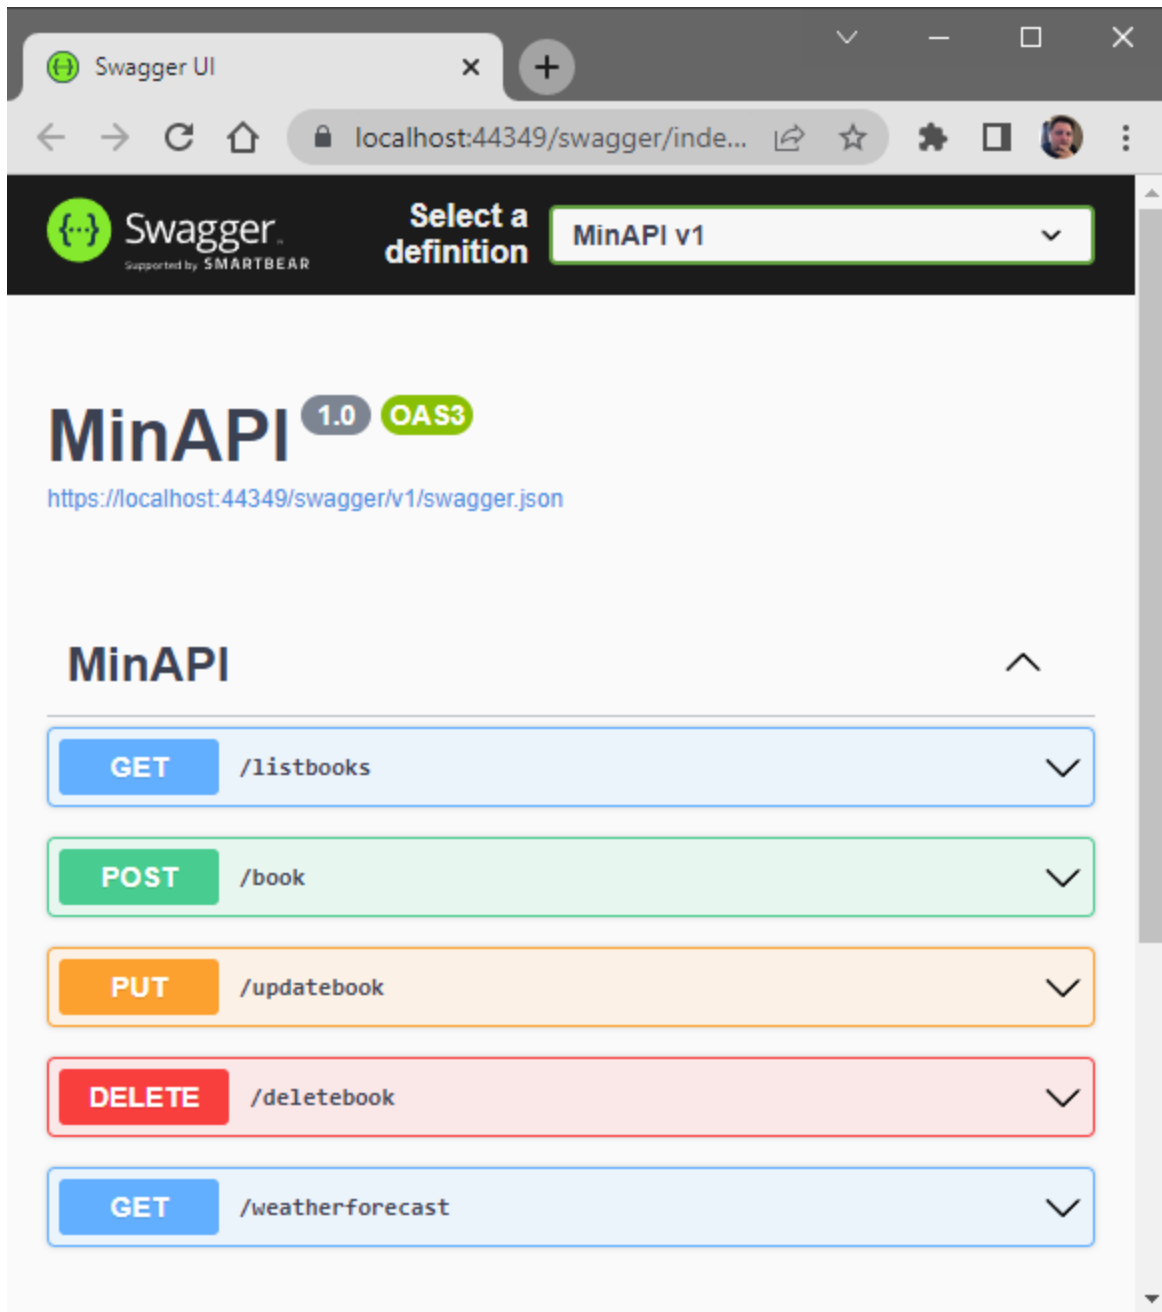 Swagger UI
localhost:44349/swagger/inde...
Swagger
Supported by SMARTBEAR
Select a
definition
MinAPI v1
MinAPI 1.0 OAS3
https://localhost:44349/swagger/v1/swagger.json
MinAPI
GET /listbooks
POST /book
PUT /updatebook
DELETE /deletebook
GET /weatherforecast